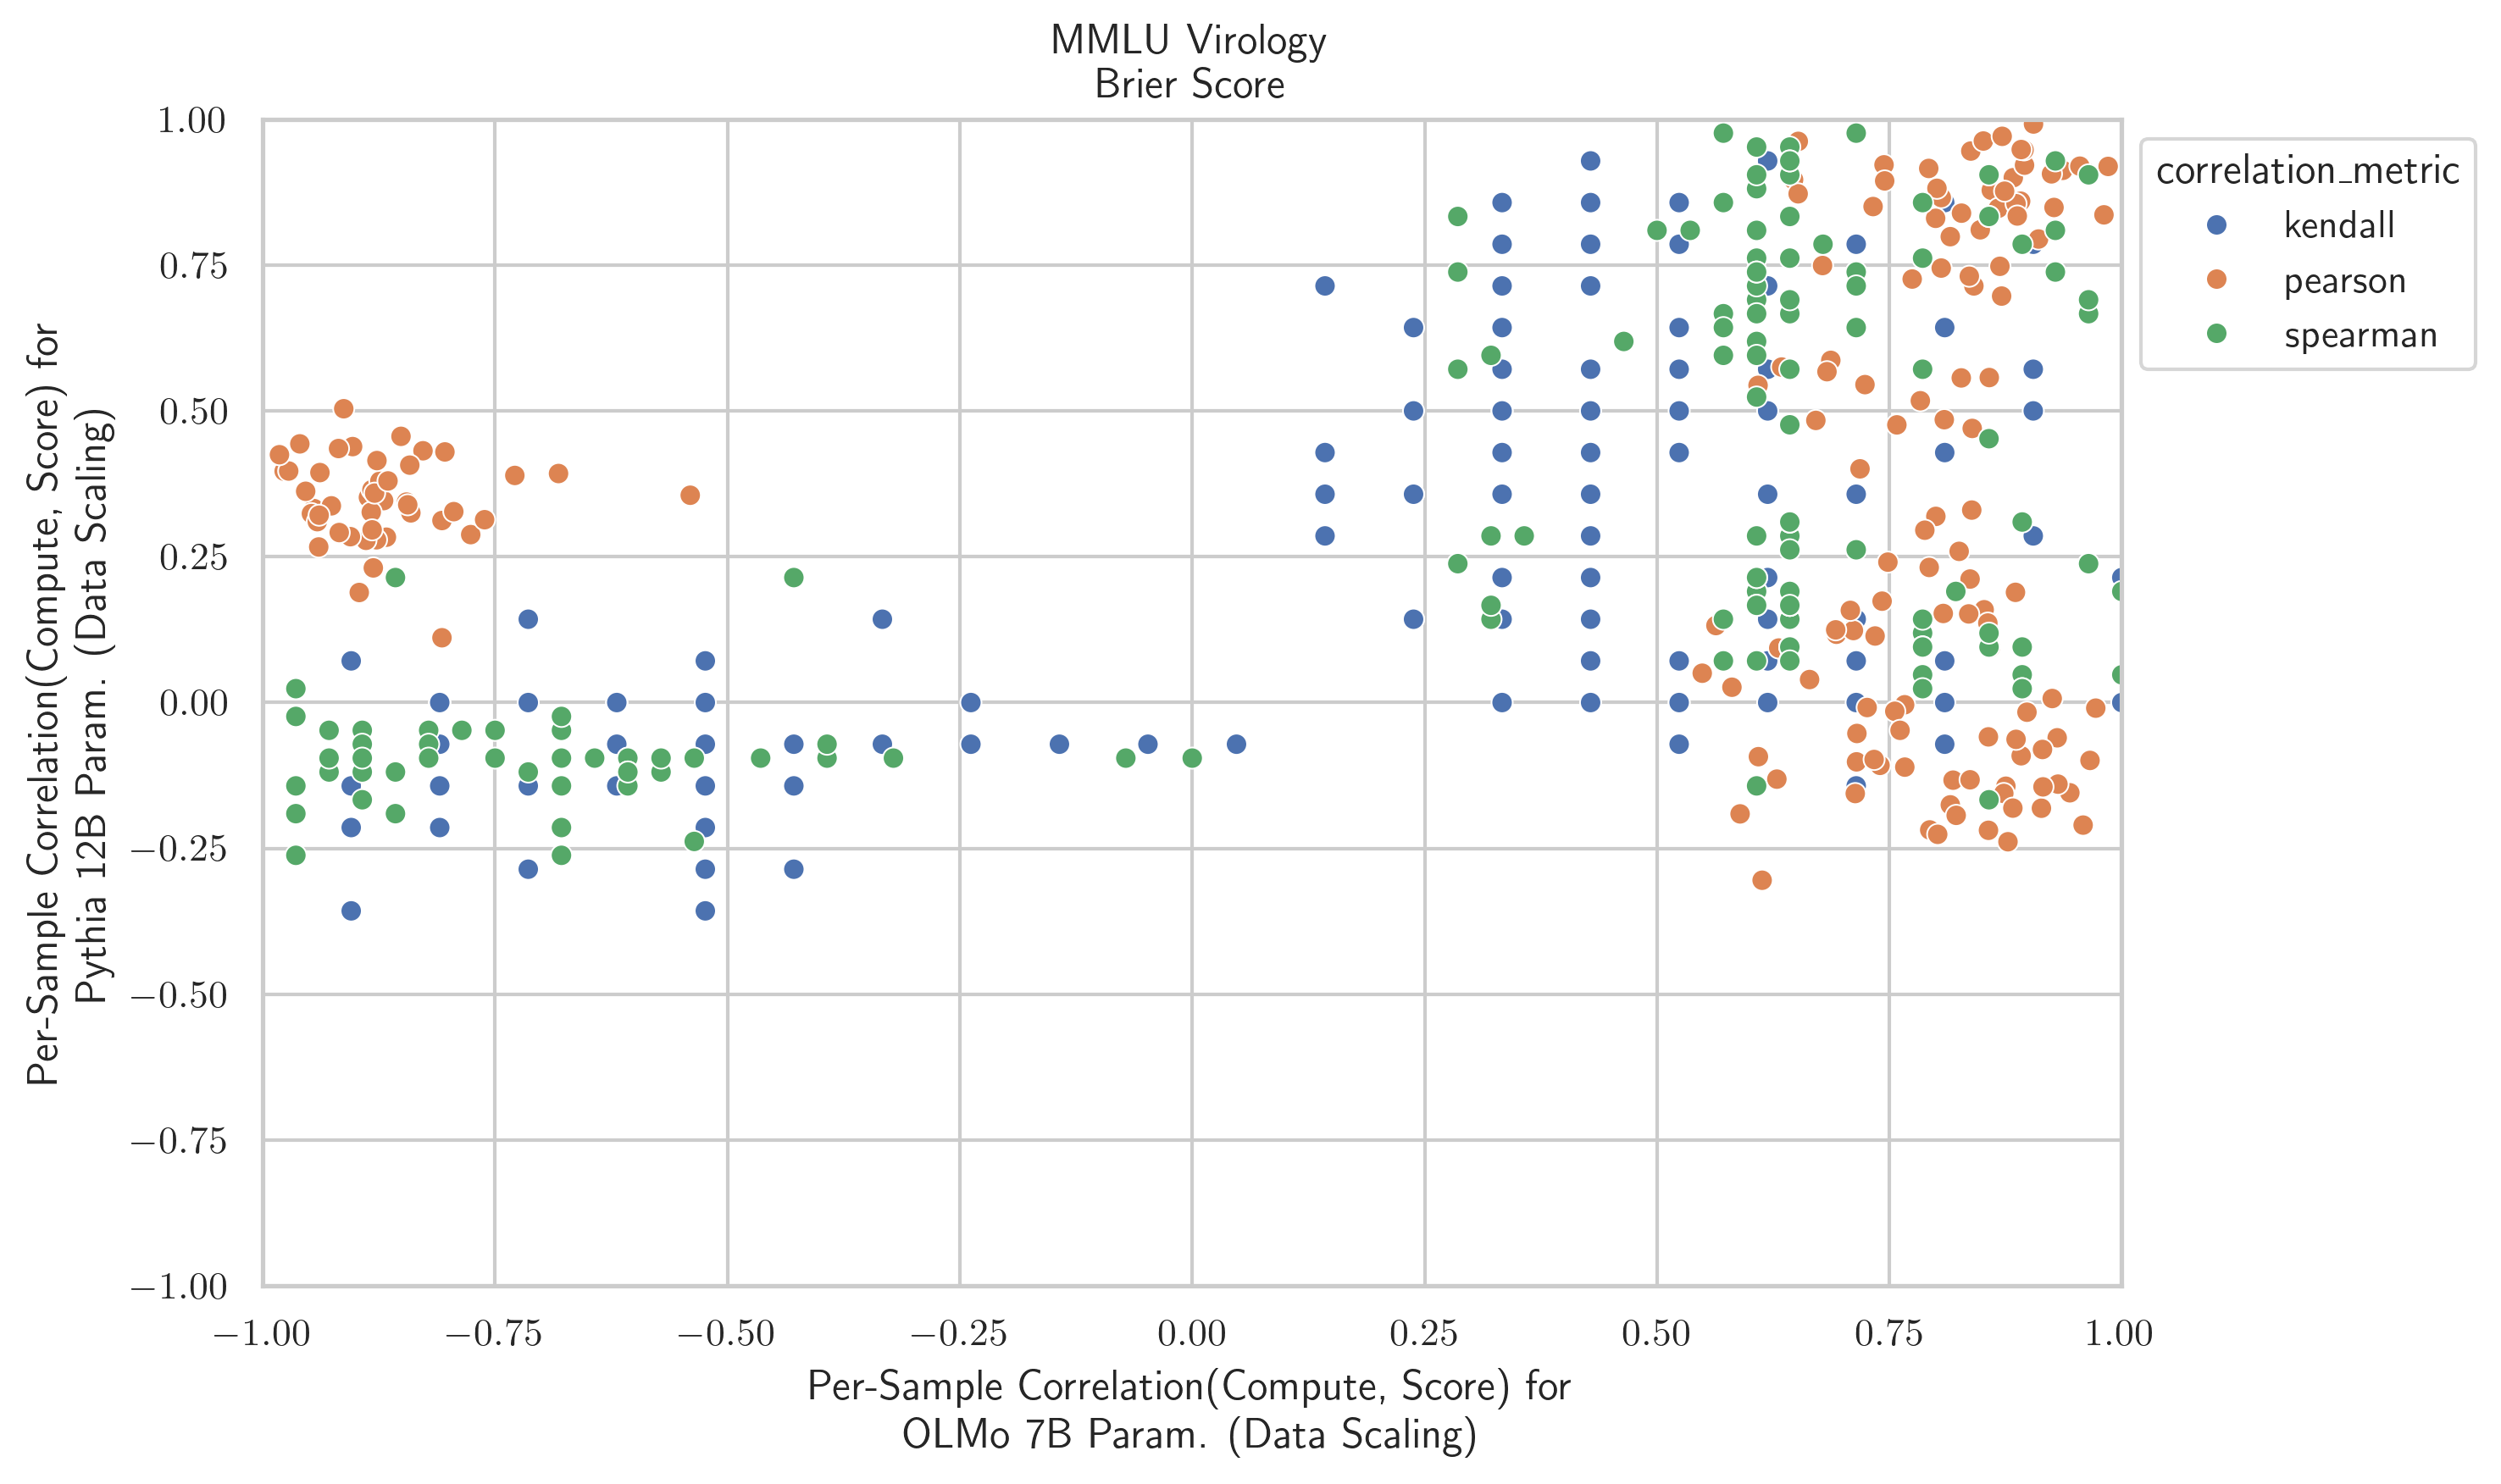 MMLU Virology
Brier Score
Per-Sample Correlation(Compute, Score) for
Pythia 12B Param. (Data Scaling)
1.00
0.75
0.50
0.25
0.00
−0.25
−0.50
−0.75
−1.00
−1.00 −0.75 −0.50 −0.25 0.00 0.25 0.50 0.75 1.00
Per-Sample Correlation(Compute, Score) for
OLMo 7B Param. (Data Scaling)
correlation_metric
kendall
pearson
spearman